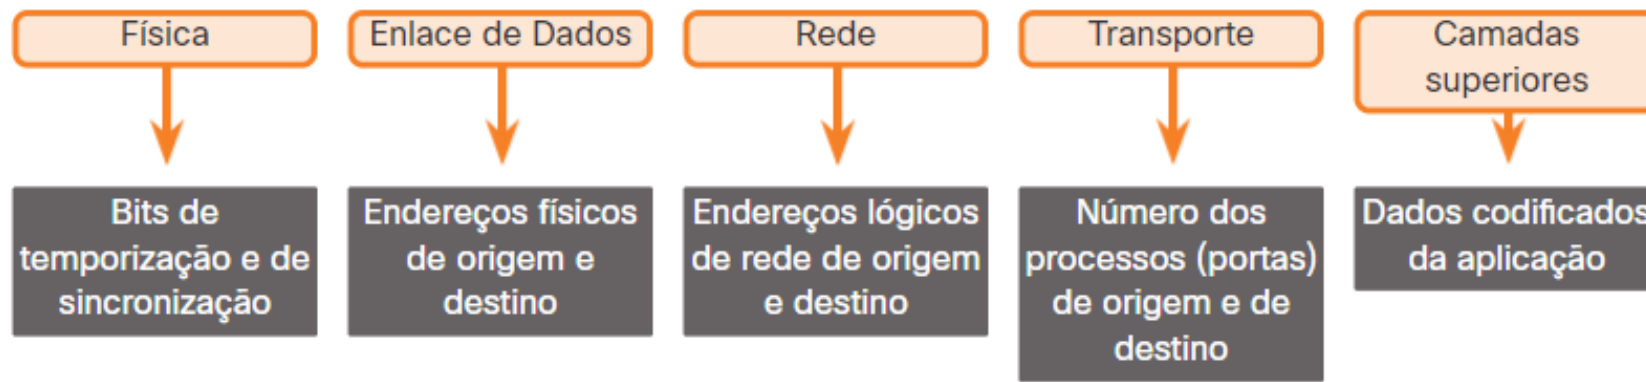 Física
Enlace de Dados
Rede
Transporte
Camadas
superiores
Bits de
temporização e de
sincronização
Endereços físicos
de origem e
destino
Endereços lógicos
de rede de origem
e destino
Número dos
processos (portas)
de origem e de
destino
Dados codificados
da aplicação